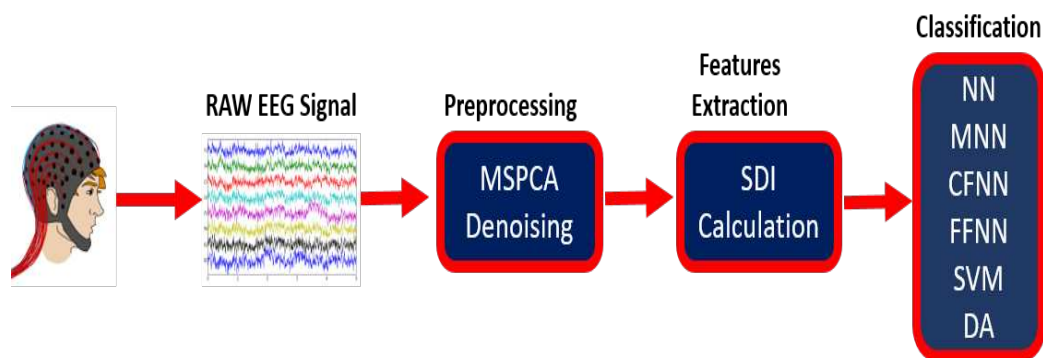 RAW EEG Signal
Preprocessing
MSPCA
Denoising
Features
Extraction
SDI
Calculation
Classification
NN
MNN
CFNN
FFNN
SVM
DA